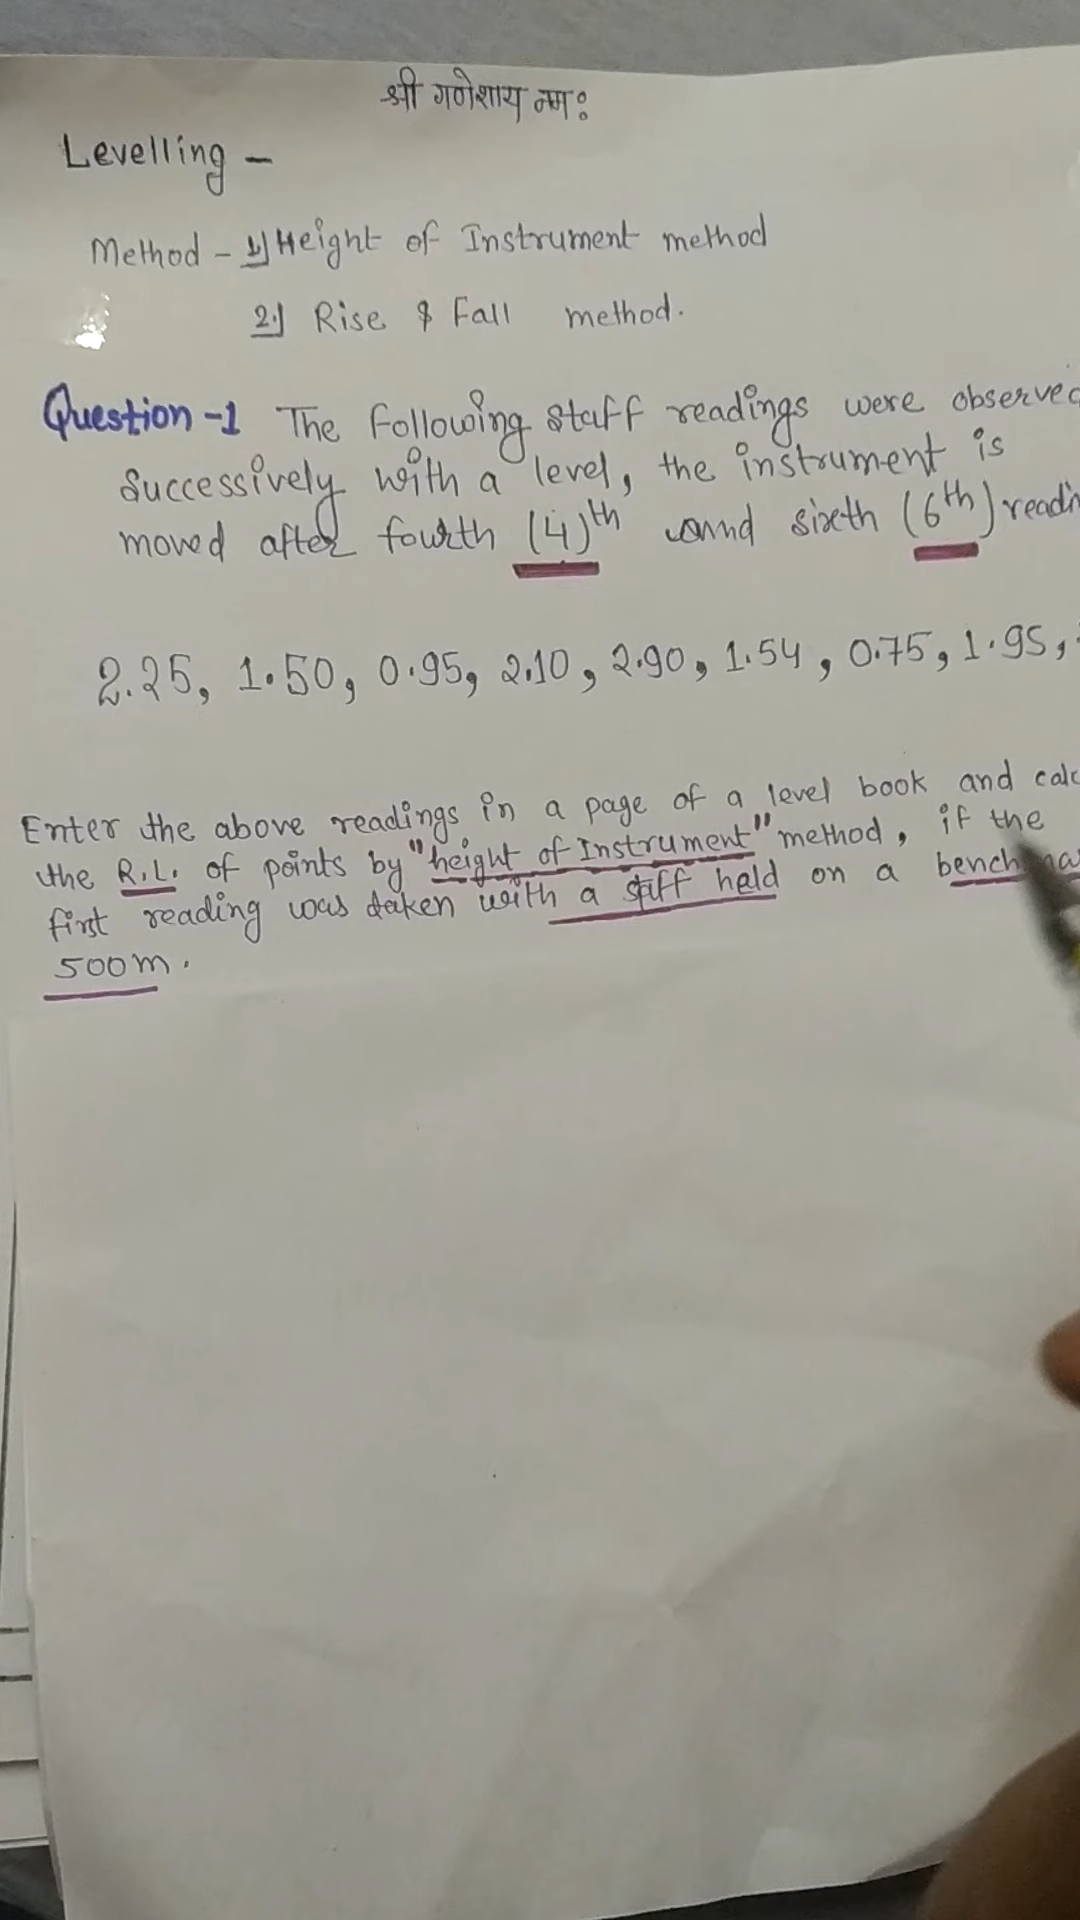 श्री गणेशाय नमः
Levelling -
Method - 1) Height of Instrument method
2.) Rise & Fall method.
Question -1 The following staff readings were observed
Successively with a level, the instrument is
moved after fourth (4)th and sixth (6th) readin
2.25, 1.50, 0.95, 2.10, 2.90, 1.54, 0.75, 1.95,
Enter the above readings in a page of a level book and calc
the R.L. of points by "height of Instrument" method, if the
first reading was taken with a staff held on a bench ma
500m.